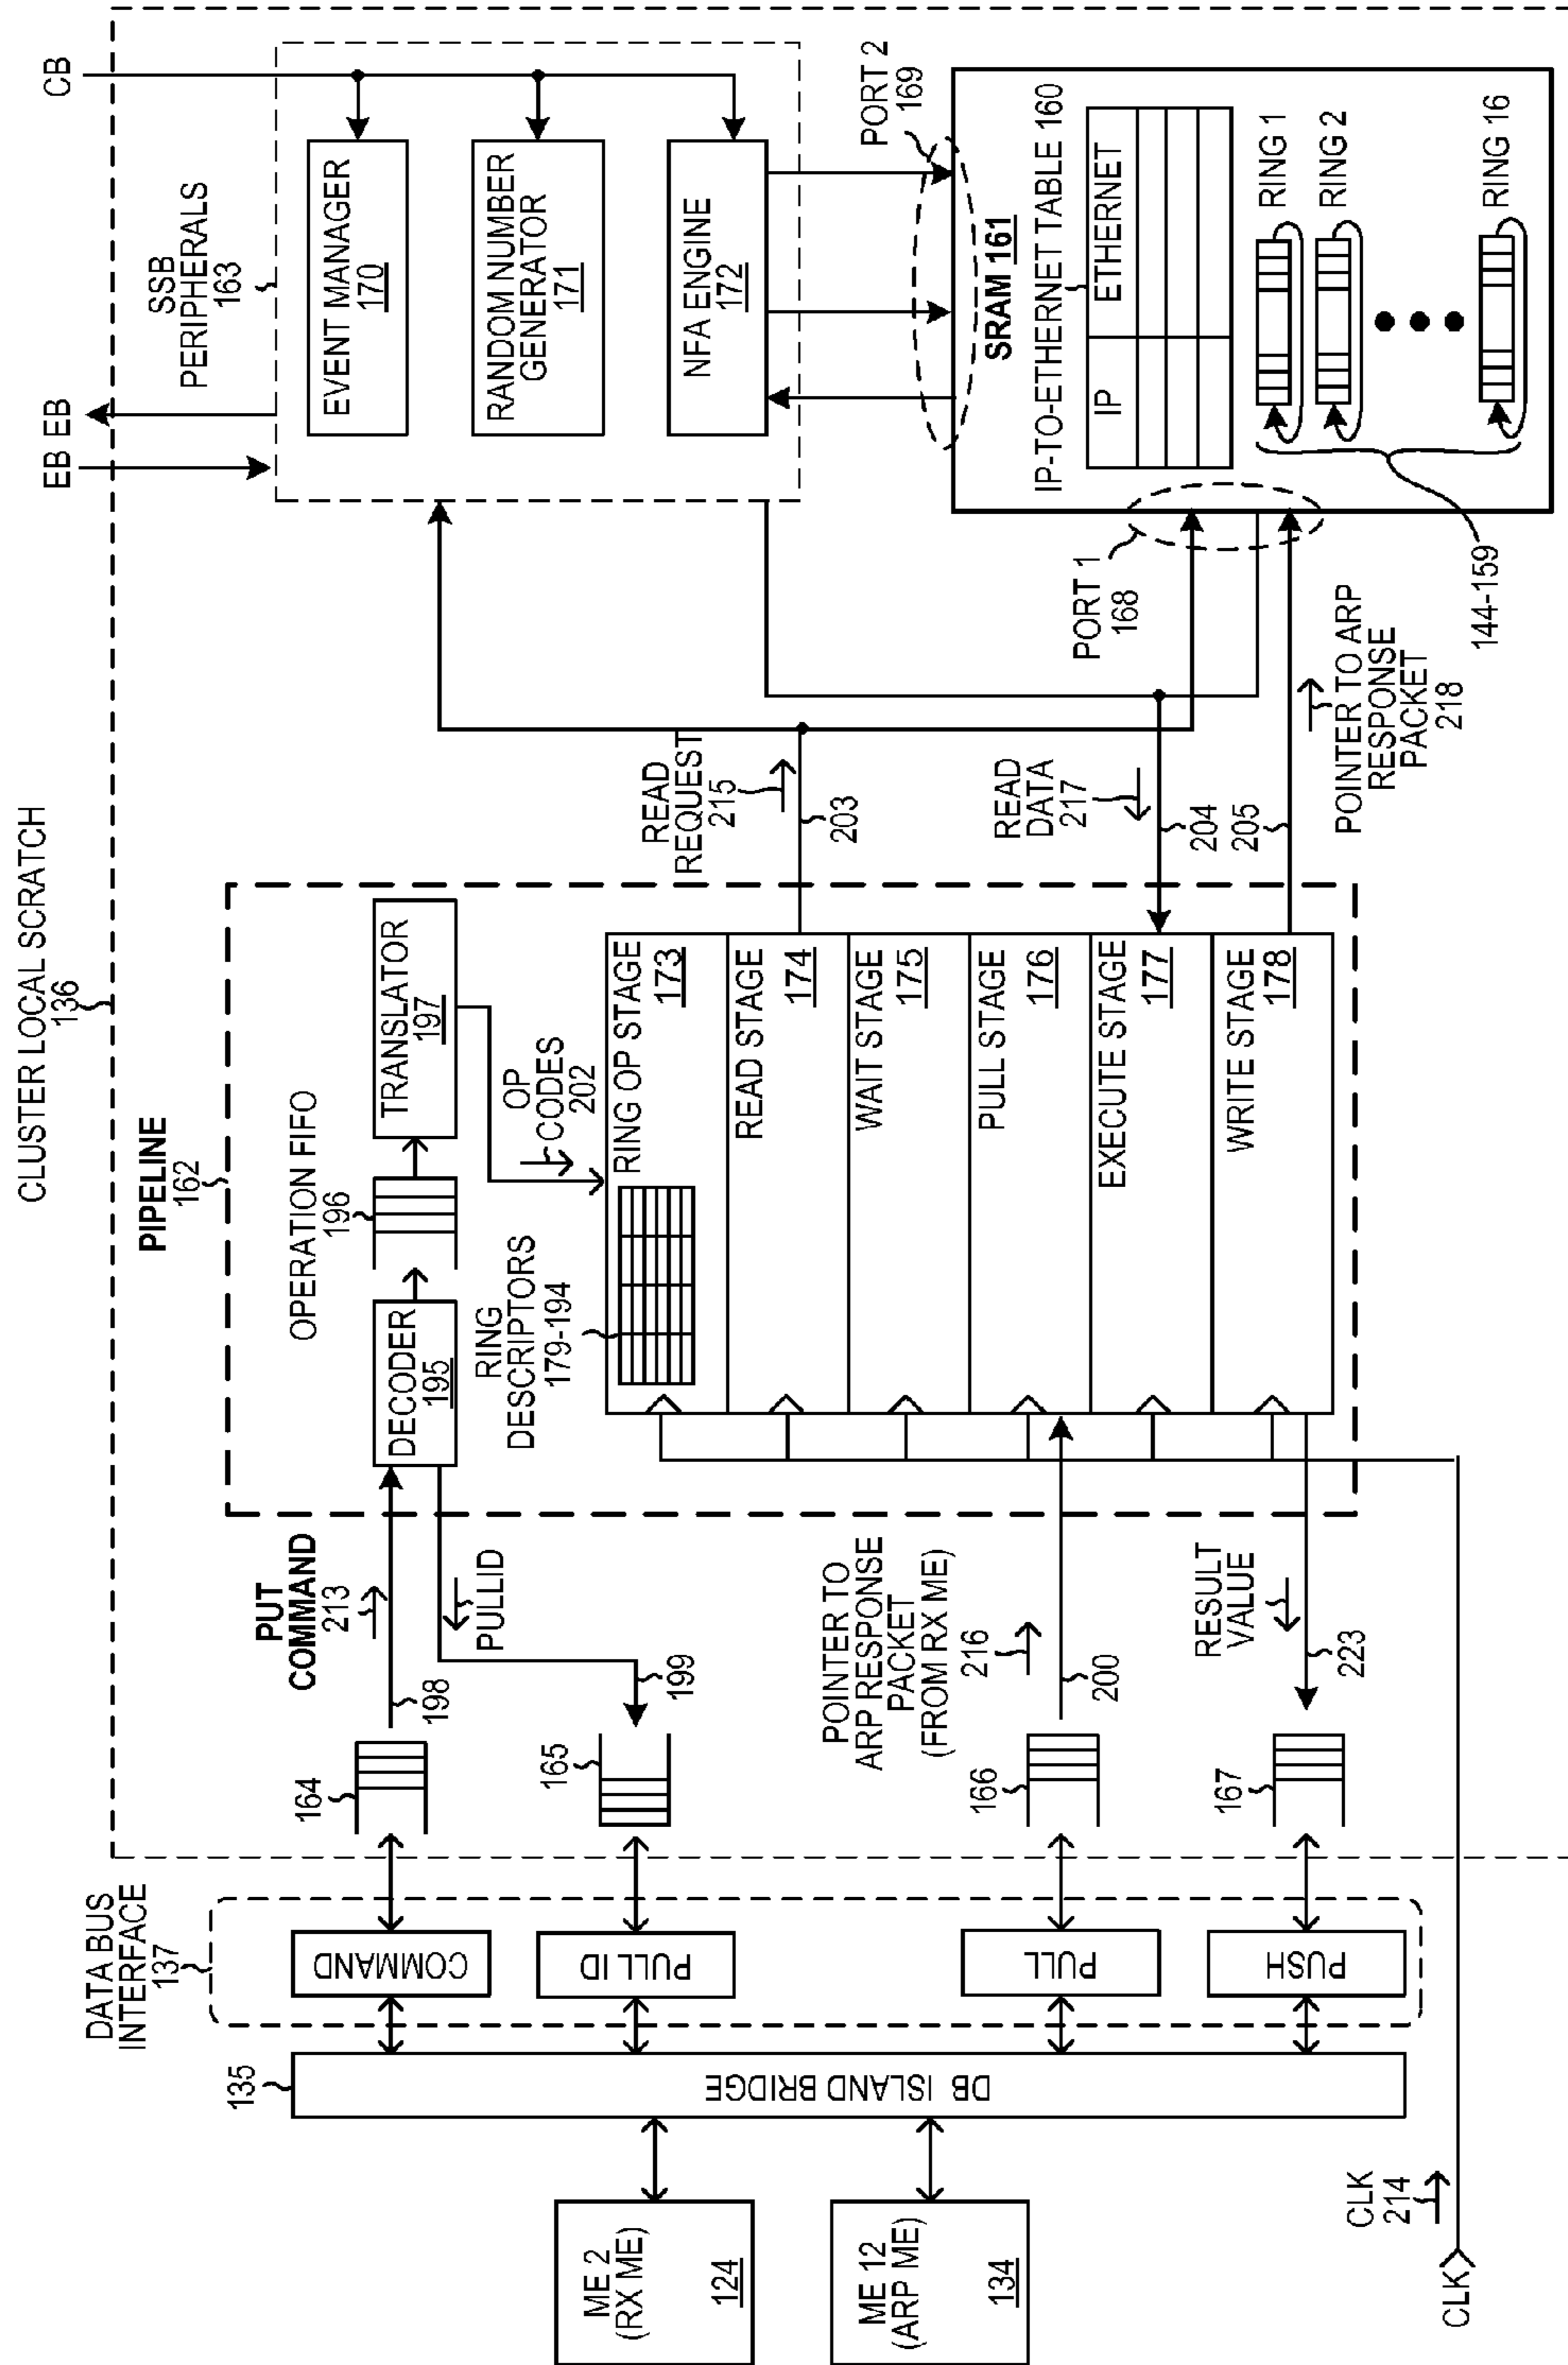 CLUSTER LOCAL SCRATCH
136
CB
EB EB
SSB
PERIPHERALS
163
EVENT MANAGER
170
RANDOM NUMBER
GENERATOR
171
NFA ENGINE
172
PORT 2
169
SRAM 161
IP-TO-ETHERNET TABLE 160
IP
ETHERNET
RING 1
RING 2
RING 16
144-159
PORT 1
168
READ
REQUEST
215
203
READ
DATA
217
204
205
POINTER TO ARP
RESPONSE
PACKET
218
PIPELINE
162
OPERATION FIFO
196
TRANSLATOR
197
DECODER
195
OP
CODES
202
RING
DESCRIPTORS
179-194
RING OP STAGE
173
READ STAGE
174
WAIT STAGE
175
PULL STAGE
176
EXECUTE STAGE
177
WRITE STAGE
178
PUT
COMMAND
213
198
PULLID
199
164
165
POINTER TO
ARP RESPONSE
PACKET
(FROM RX ME)
216
200
166
RESULT
VALUE
223
167
DATA BUS
INTERFACE
137
COMMAND
PULL ID
PULL
PUSH
135
DB ISLAND BRIDGE
ME 2
(RX ME)
124
ME 12
(ARP ME)
134
CLK
214
CLK